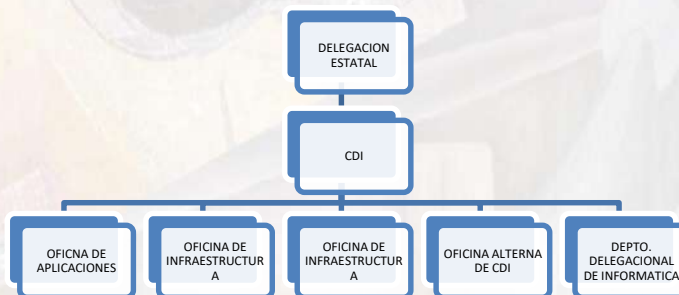 DELEGACION
ESTATAL
CDI
OFICNA DE
APLICACIONES
OFICINA DE
INFRAESTRUCTUR
A
OFICINA DE
INFRAESTRUCTUR
A
OFICINA ALTERNA
DE CDI
DEPTO.
DELEGACIONAL
DE INFORMATICA